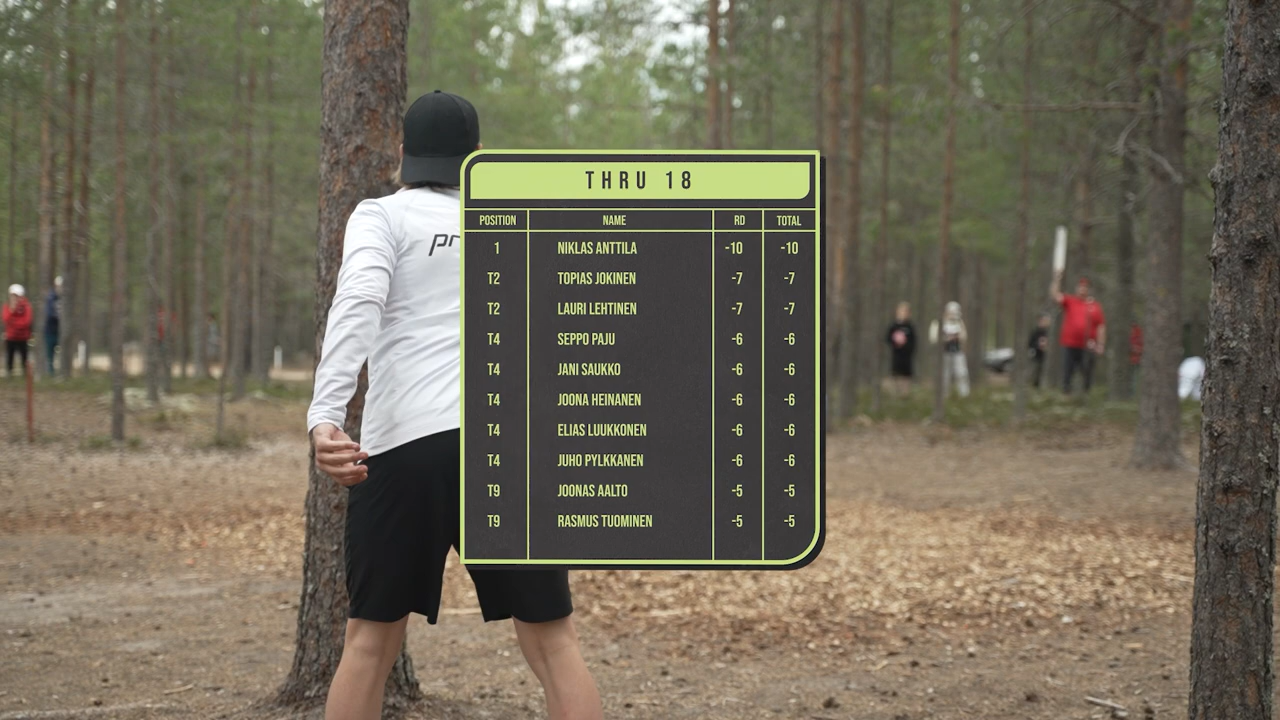 THRU 18
POSITION NAME RD TOTAL
1 NIKLAS ANTTILA -10 -10
T2 TOPIAS JOKINEN -7 -7
T2 LAURI LEHTINEN -7 -7
T4 SEPPO PAJU -6 -6
T4 JANI SAUKKO -6 -6
T4 JOONA HEINANEN -6 -6
T4 ELIAS LUUKKONEN -6 -6
T4 JUHO PYLKKANEN -6 -6
T9 JOONAS AALTO -5 -5
T9 RASMUS TUOMINEN -5 -5